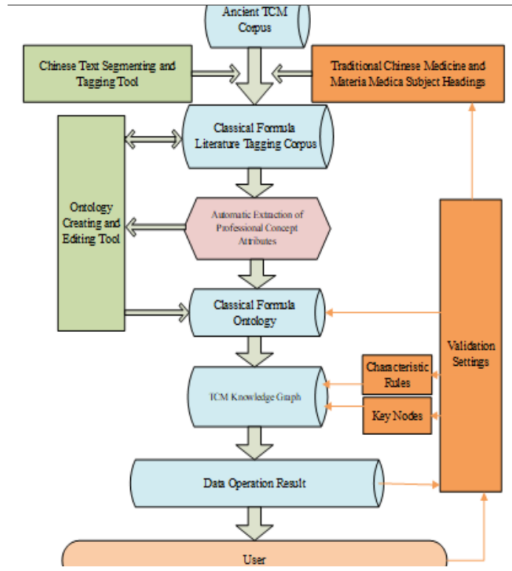 Ancient TCM
Corpus
Chinese Text Segmenting and
Tagging Tool
Traditional Chinese Medicine and
Materia Medica Subject Headings
Classical Formula
Literature Tagging Corpus
Ontology
Creating and
Editing Tool
Automatic Extraction of
Professional Concept
Attributes
Classical Formula
Ontology
Validation
Settings
Characteristic
Rules
TCM Knowledge Graph
Key Nodes
Data Operation Result
User